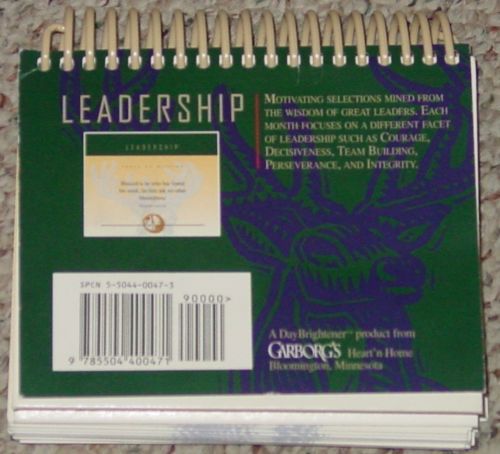 LEADERSHIP
MOTIVATING SELECTIONS MINED FROM
THE WISDOM OF GREAT LEADERS. EACH
MONTH FOCUSES ON A DIFFERENT FACET
OF LEADERSHIP SUCH AS COURAGE,
DECISIVENESS, TEAM BUILDING,
PERSEVERANCE, AND INTEGRITY.
LEADERSHIP
SPCN 5-5044-0047-3
90000>
9 785504 400471
A DayBrightener™ product from
GARBORG'S Heart 'n Home
Bloomington, Minnesota